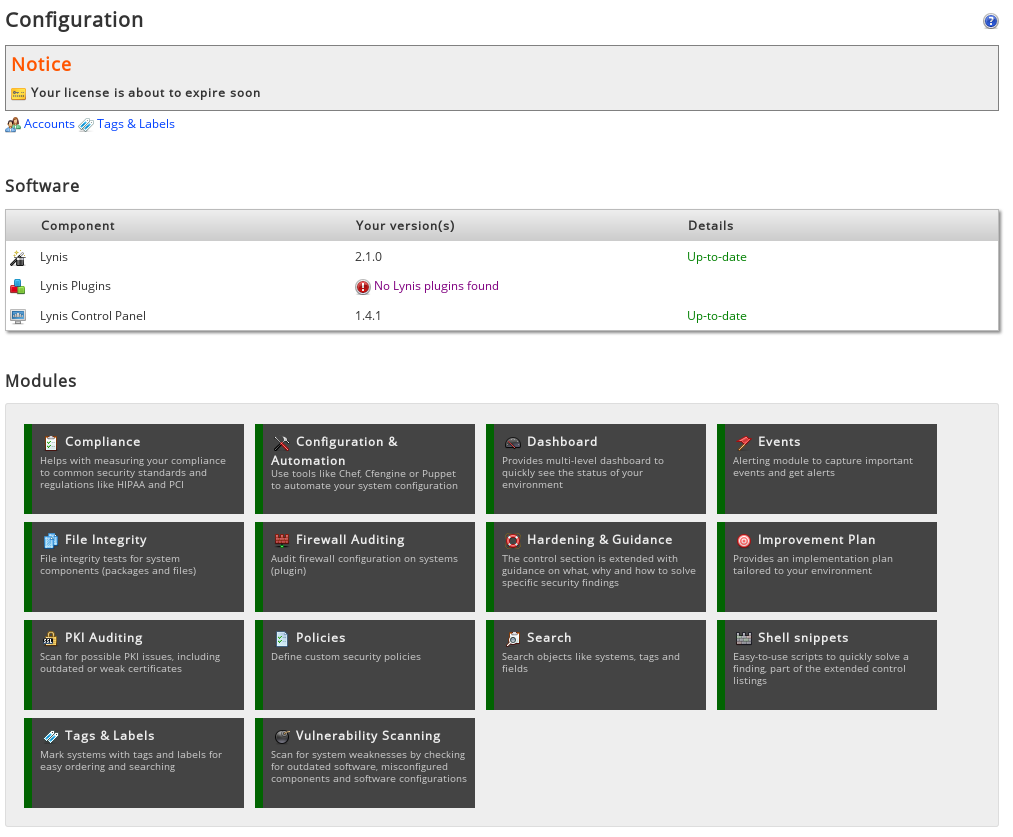 Configuration
Notice
Your license is about to expire soon
Accounts Tags & Labels
Software
Component Your version(s) Details
Lynis 2.1.0 Up-to-date
Lynis Plugins No Lynis plugins found
Lynis Control Panel 1.4.1 Up-to-date
Modules
Compliance
Helps with measuring your compliance
to common security standards and
regulations like HIPAA and PCI
Configuration &
Automation
Use tools like Chef, Cfengine or Puppet
to automate your system configuration
Dashboard
Provides multi-level dashboard to
quickly see the status of your
environment
Events
Alerting module to capture important
events and get alerts
File Integrity
File integrity tests for system
components (packages and files)
Firewall Auditing
Audit firewall configuration on systems
(plugin)
Hardening & Guidance
The control section is extended with
guidance on what, why and how to solve
specific security findings
Improvement Plan
Provides an implementation plan
tailored to your environment
PKI Auditing
Scan for possible PKI issues, including
outdated or weak certificates
Policies
Define custom security policies
Search
Search objects like systems, tags and
fields
Shell snippets
Easy-to-use scripts to quickly solve a
finding, part of the extended control
listings
Tags & Labels
Mark systems with tags and labels for
easy ordering and searching
Vulnerability Scanning
Scan for system weaknesses by checking
for outdated software, misconfigured
components and software configurations